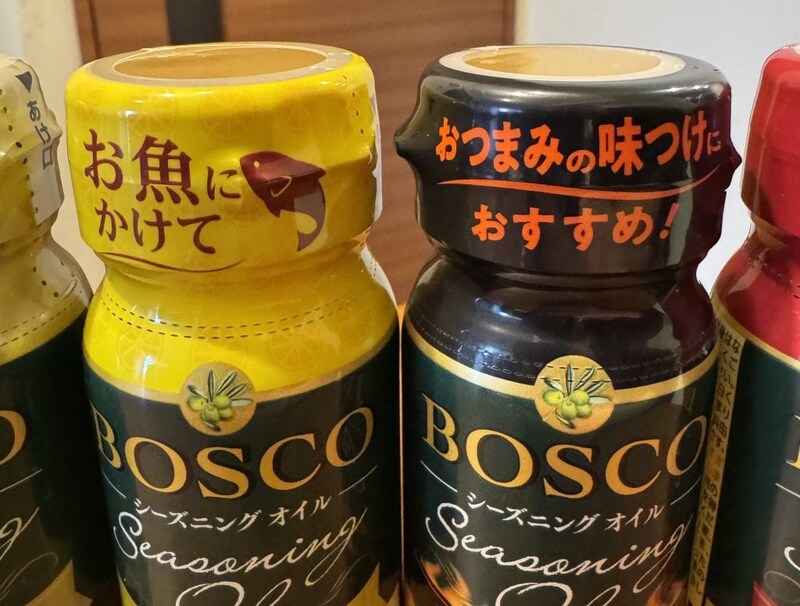 あけ口
お魚に
かけて
BOSCO
シーズニング オイル
Seasoning
おつまみの味つけに
おすすめ!
BOSCO
シーズニング オイル
Seasoning